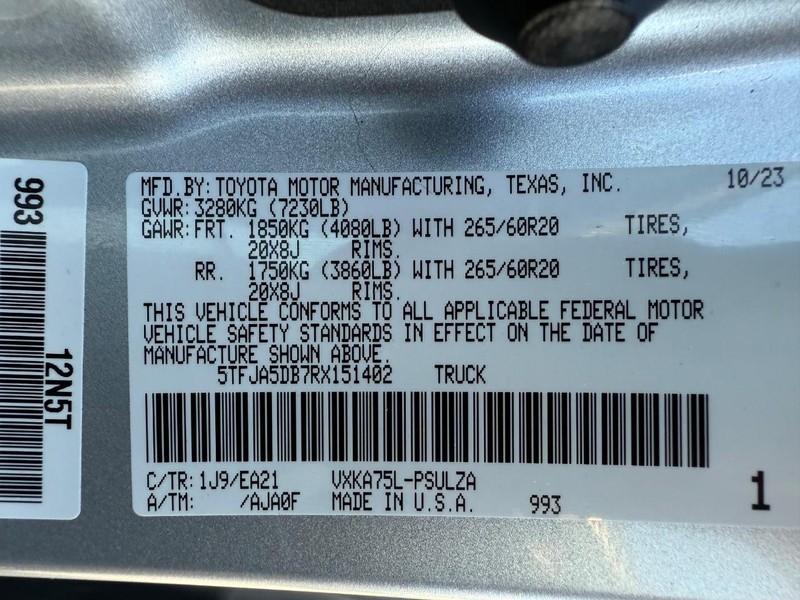 MFD.BY: TOYOTA MOTOR MANUFACTURING, TEXAS, INC. 10/23
GVWR: 3280KG (7230LB)
GAWR: FRT. 1850KG (4080LB) WITH 265/60R20 TIRES,
20X8J RIMS.
RR. 1750KG (3860LB) WITH 265/60R20 TIRES,
20X8J RIMS.
THIS VEHICLE CONFORMS TO ALL APPLICABLE FEDERAL MOTOR
VEHICLE SAFETY STANDARDS IN EFFECT ON THE DATE OF
MANUFACTURE SHOWN ABOVE.
5TFJA5DB7RX151402 TRUCK
C/TR: 1J9/EA21 VXKA75L-PSULZA
A/TM: /AJA0F MADE IN U.S.A. 993
1
993
12N5T